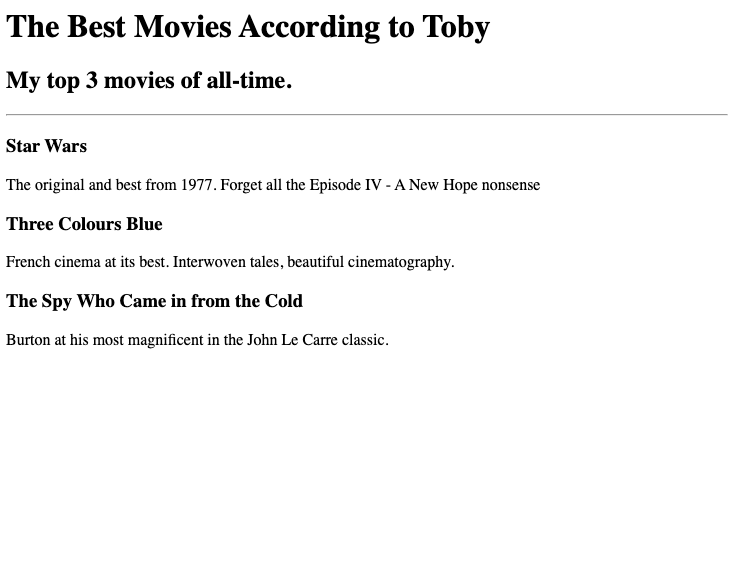 The Best Movies According to Toby
My top 3 movies of all-time.
Star Wars
The original and best from 1977. Forget all the Episode IV - A New Hope nonsense
Three Colours Blue
French cinema at its best. Interwoven tales, beautiful cinematography.
The Spy Who Came in from the Cold
Burton at his most magnificent in the John Le Carre classic.